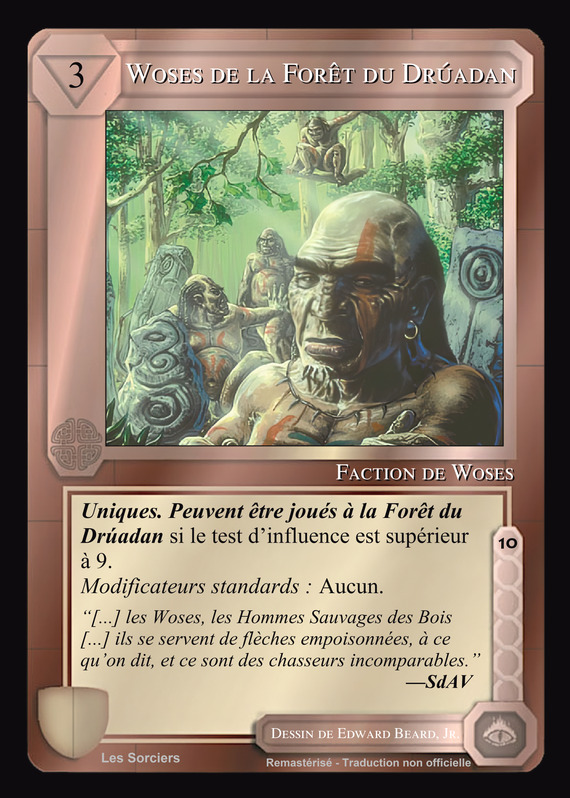 3
Woses de la Forêt du Drúadan
Faction de Woses
Uniques. Peuvent être joués à la Forêt du
Drúadan si le test d’influence est supérieur
à 9.
Modificateurs standards : Aucun.
“[...] les Woses, les Hommes Sauvages des Bois
[...] ils se servent de flèches empoisonnées, à ce
qu’on dit, et ce sont des chasseurs incomparables.”
—SdAV
10
Dessin de Edward Beard, Jr.
Les Sorciers
Remastérisé - Traduction non officielle